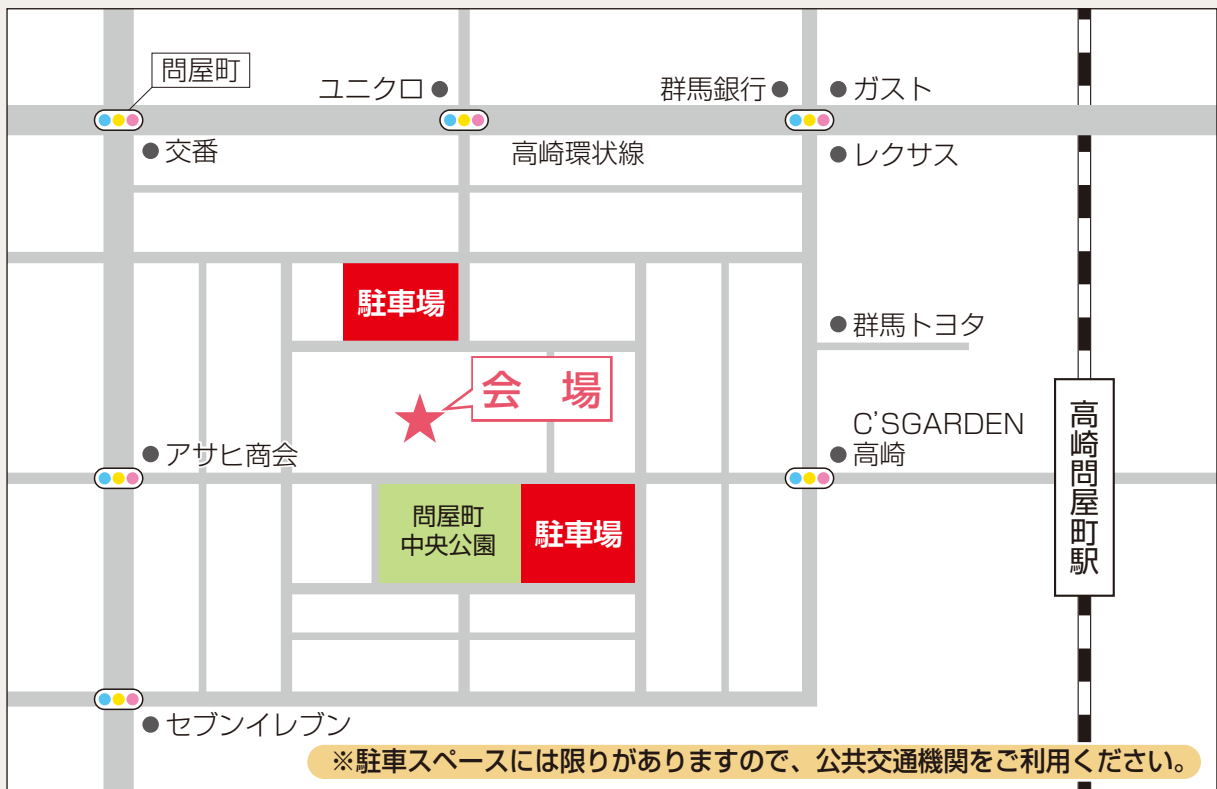 問屋町
ユニクロ
群馬銀行
ガスト
交番
高崎環状線
レクサス
駐車場
群馬トヨタ
会　場
C'SGARDEN
高崎
アサヒ商会
高崎問屋町駅
問屋町
中央公園
駐車場
セブンイレブン
※駐車スペースには限りがありますので、公共交通機関をご利用ください。